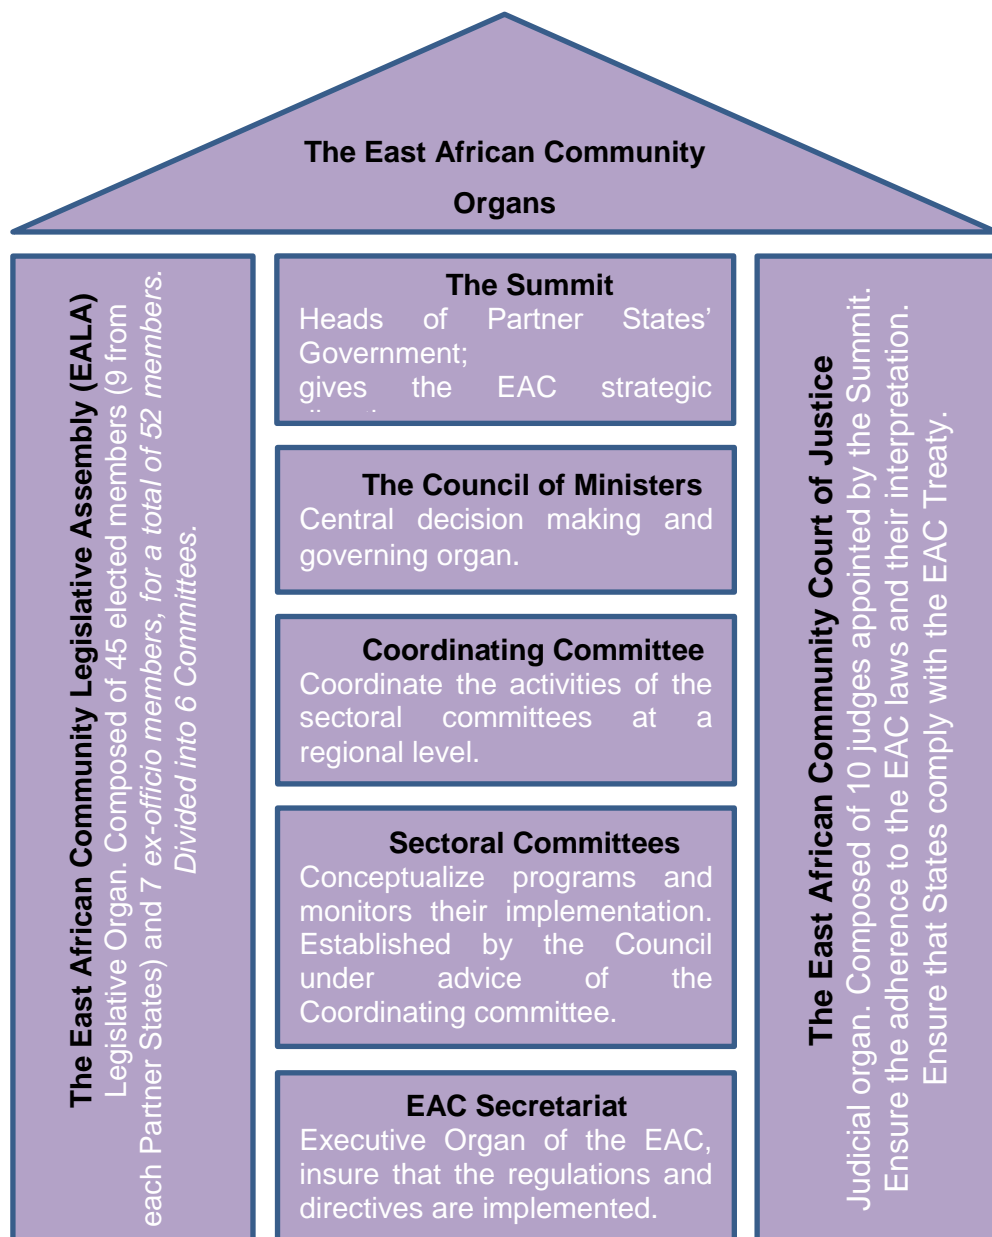 The East African Community
Organs
The East African Community Legislative Assembly (EALA)
Legislative Organ. Composed of 45 elected members (9 from
each Partner States) and 7 ex-officio members, for a total of 52 members.
Divided into 6 Committees.
The Summit
Heads of Partner States’
Government;
gives the EAC strategic
The Council of Ministers
Central decision making and
governing organ.
Coordinating Committee
Coordinate the activities of the
sectoral committees at a
regional level.
Sectoral Committees
Conceptualize programs and
monitors their implementation.
Established by the Council
under advice of the
Coordinating committee.
EAC Secretariat
Executive Organ of the EAC,
insure that the regulations and
directives are implemented.
The East African Community Court of Justice
Judicial organ. Composed of 10 judges appointed by the Summit.
Ensure the adherence to the EAC laws and their interpretation.
Ensure that States comply with the EAC Treaty.